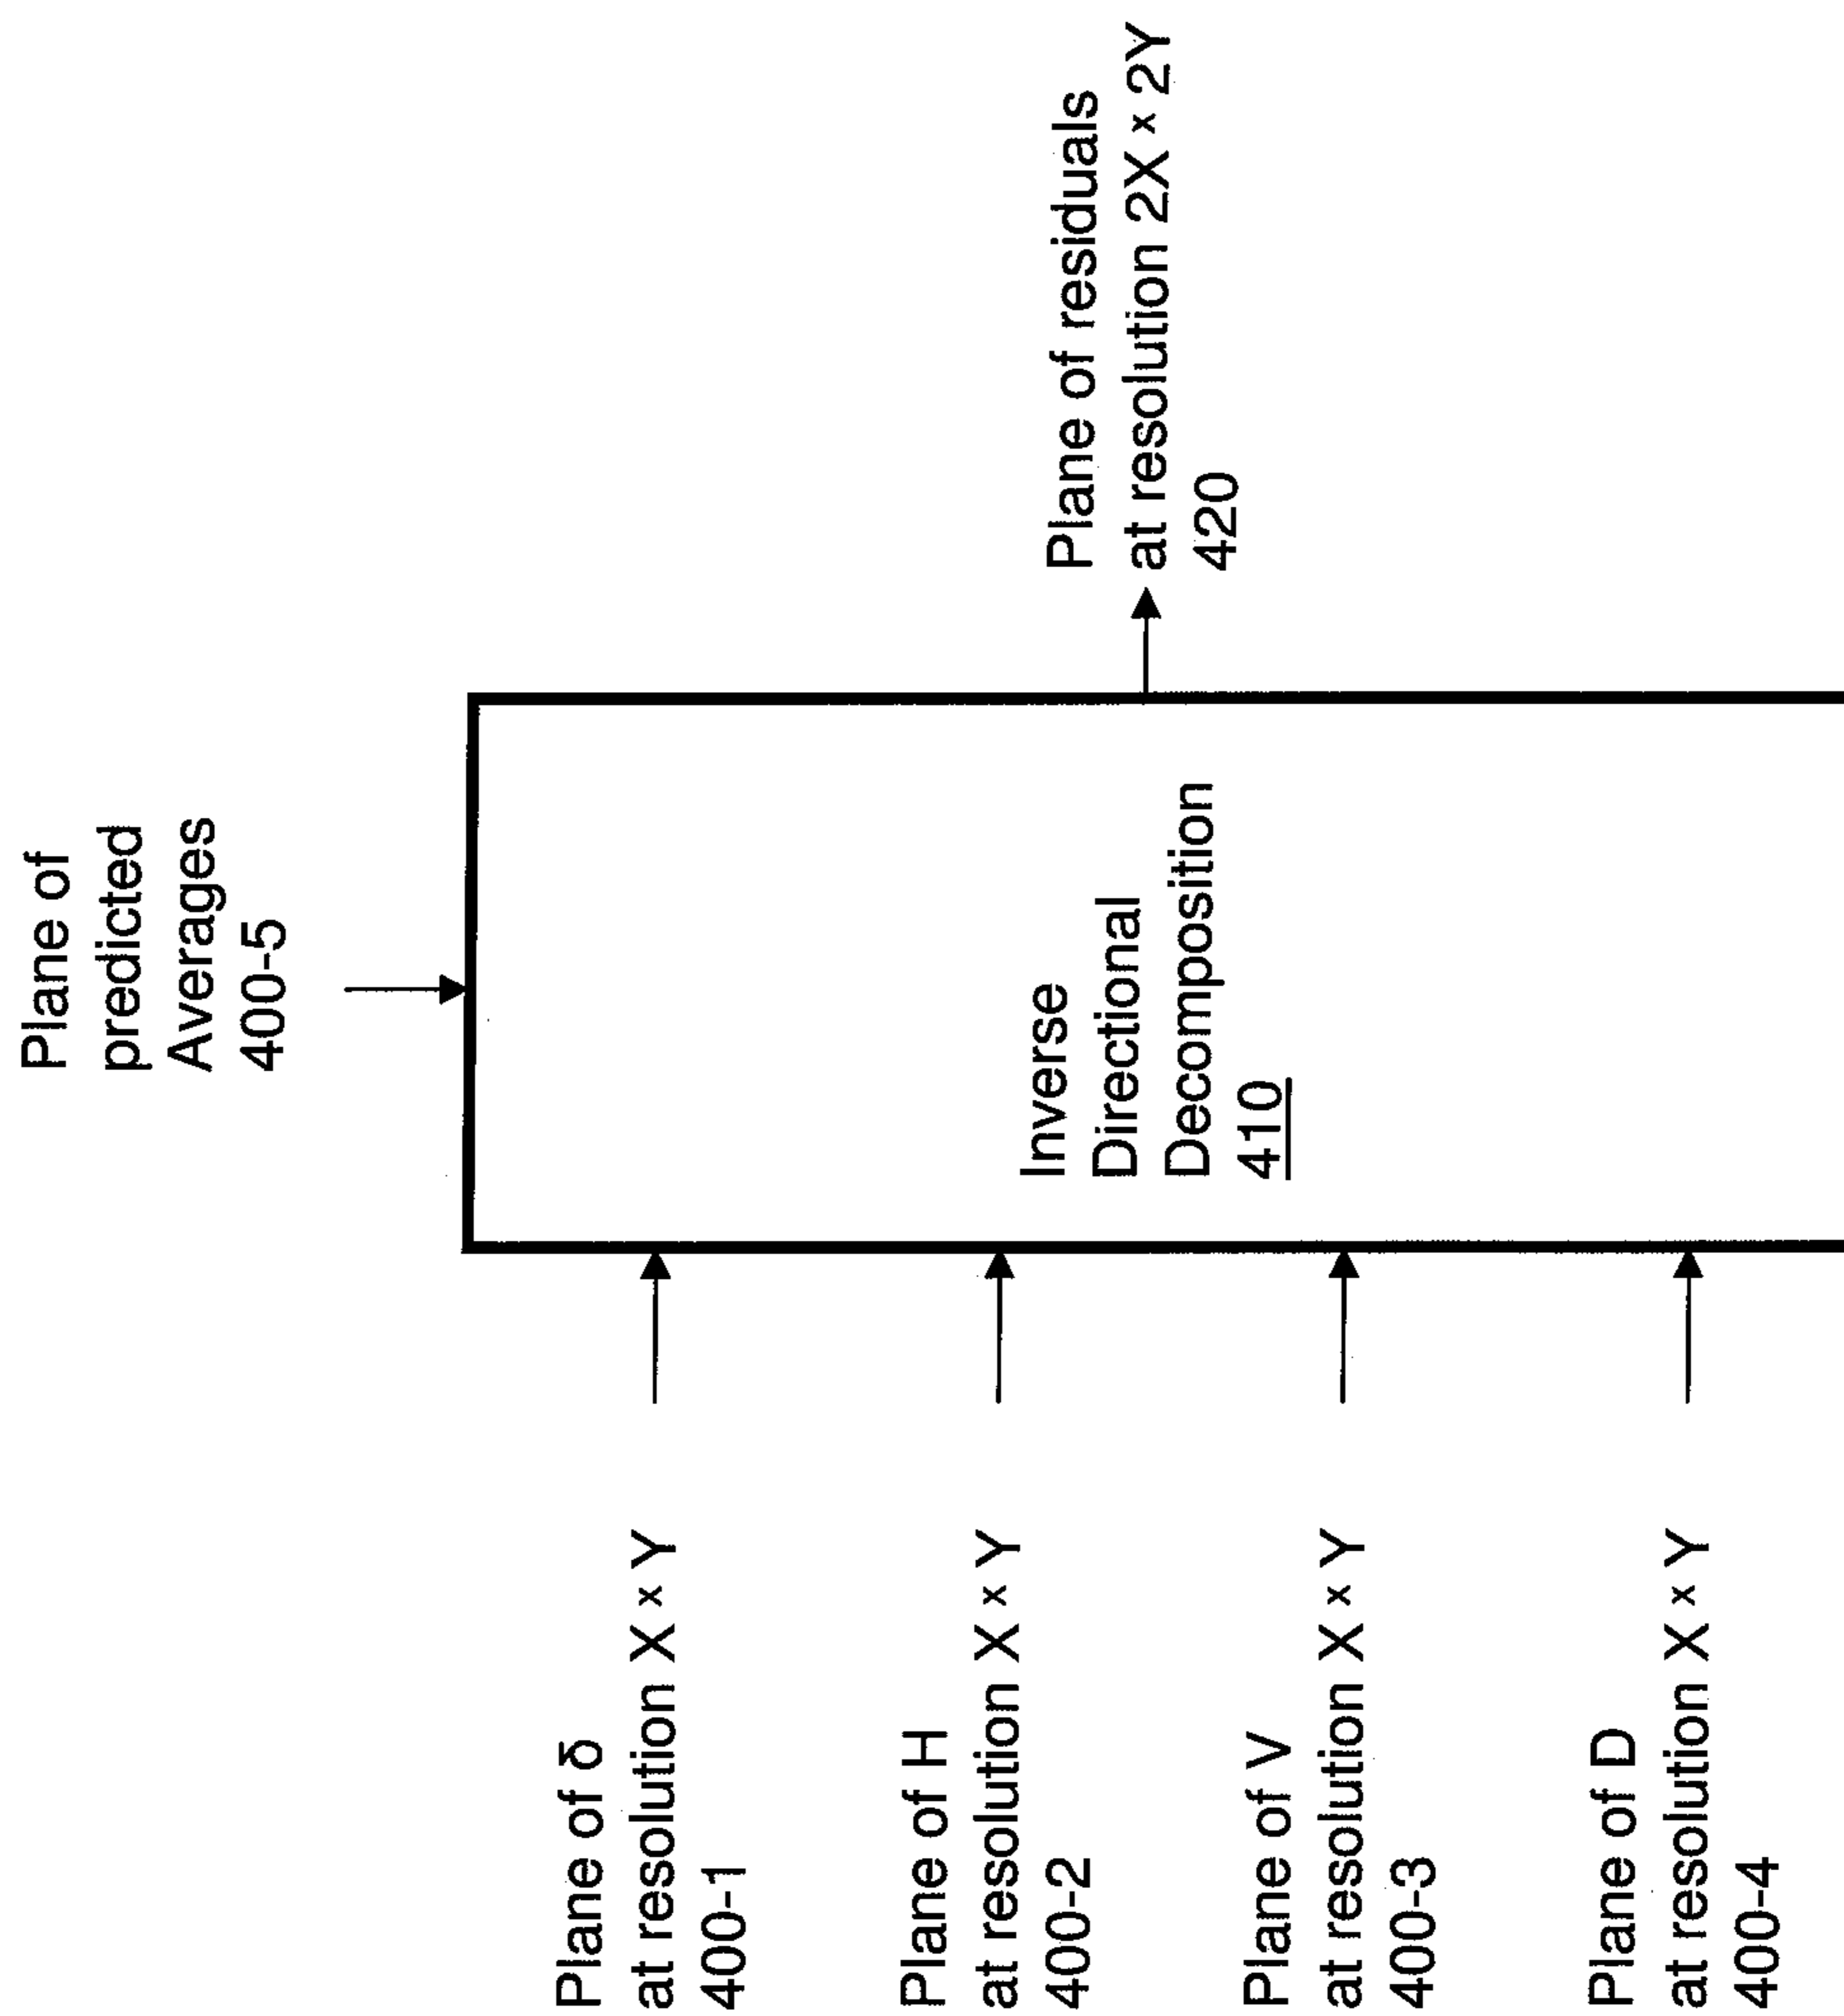 Plane of
predicted
Averages
400-5
Plane of δ
at resolution X × Y
400-1
Plane of H
at resolution X × Y
400-2
Plane of V
at resolution X × Y
400-3
Plane of D
at resolution X × Y
400-4
Inverse
Directional
Decomposition
410
Plane of residuals
at resolution 2X × 2Y
420